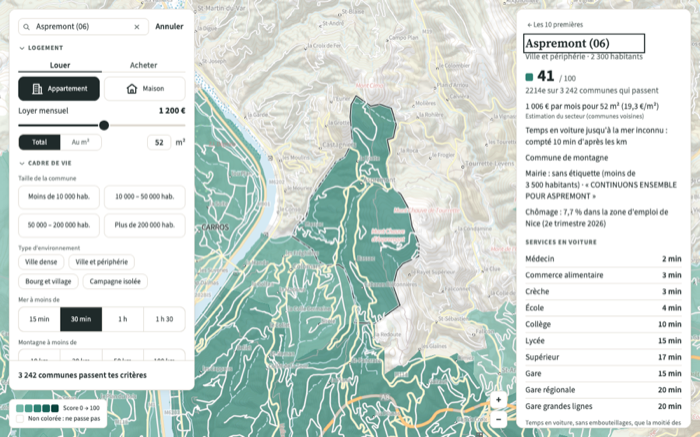 Aspremont (06)
×
Annuler
LOGEMENT
Louer
Acheter
Appartement
Maison
Loyer mensuel
1 200 €
Total
Au m²
52
m²
CADRE DE VIE
Taille de la commune
Moins de 10 000 hab.
10 000 – 50 000 hab.
50 000 – 200 000 hab.
Plus de 200 000 hab.
Type d'environnement
Ville dense
Ville et périphérie
Bourg et village
Campagne isolée
Mer à moins de
15 min
30 min
1 h
1 h 30
Montagne à moins de
3 242 communes passent tes critères
Score 0 → 100
Non colorée : ne passe pas
CARROS
+
−
← Les 10 premières
Aspremont (06)
Ville et périphérie · 2 300 habitants
41 / 100
2214e sur 3 242 communes qui passent
1 006 € par mois pour 52 m² (19,3 €/m²)
Estimation du secteur (communes voisines)
Temps en voiture jusqu'à la mer inconnu :
compté 10 min d'après les km
Commune de montagne
Mairie : sans étiquette (moins de
3 500 habitants) · « CONTINUONS ENSEMBLE
POUR ASPREMONT »
Chômage : 7,7 % dans la zone d'emploi de
Nice (2e trimestre 2026)
SERVICES EN VOITURE
Médecin 2 min
Commerce alimentaire 3 min
Crèche 3 min
École 4 min
Collège 10 min
Lycée 15 min
Supérieur 17 min
Gare 15 min
Gare régionale 20 min
Gare grandes lignes 20 min
Temps en voiture, sans embouteillages, que la moitié des